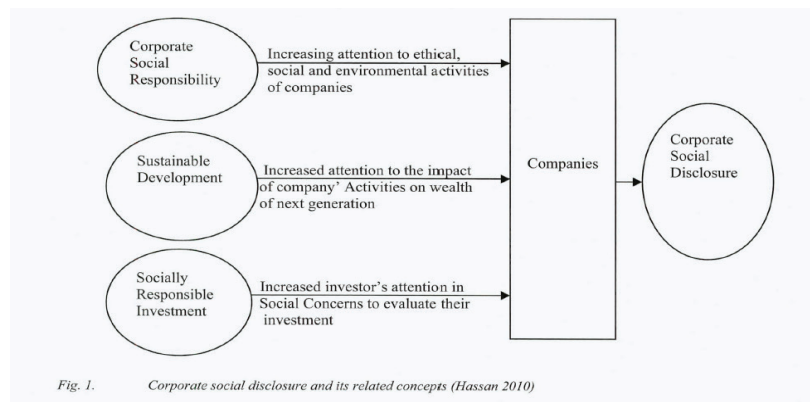 Corporate
Social
Responsibility
Increasing attention to ethical,
social and environmental activities
of companies
Sustainable
Development
Increased attention to the impact
of company' Activities on wealth
of next generation
Socially
Responsible
Investment
Increased investor's attention in
Social Concerns to evaluate their
investment
Companies
Corporate
Social
Disclosure
Fig. 1. Corporate social disclosure and its related concepts (Hassan 2010)